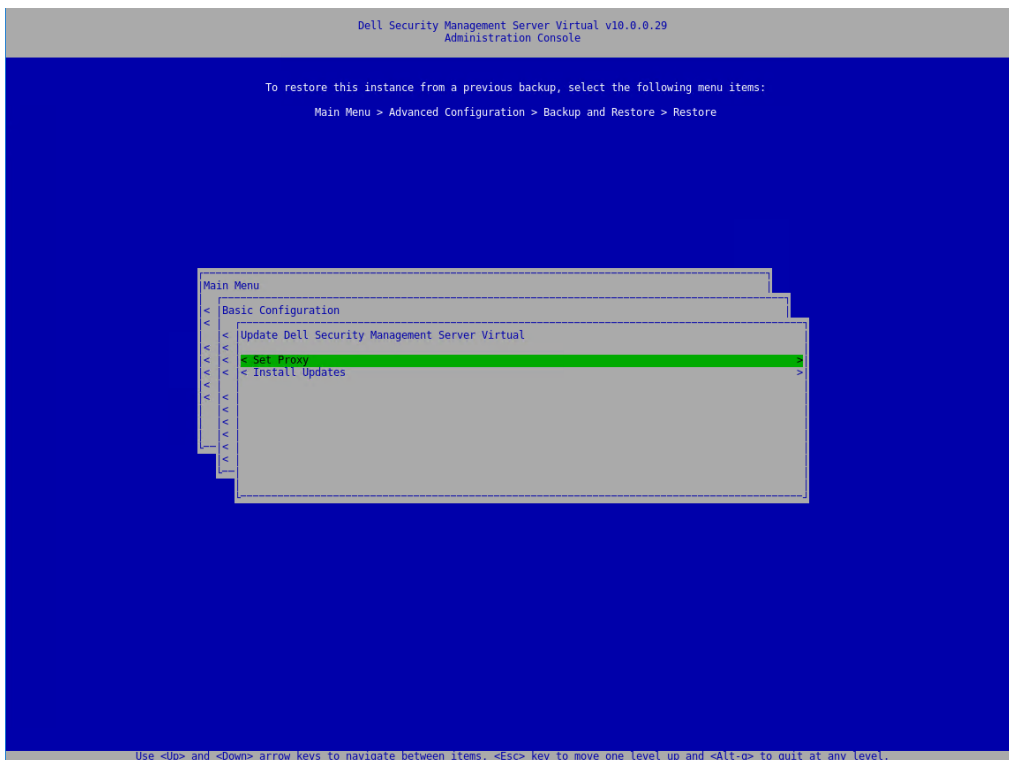 Dell Security Management Server Virtual v10.0.0.29
Administration Console
To restore this instance from a previous backup, select the following menu items:
Main Menu > Advanced Configuration > Backup and Restore > Restore
Main Menu
< Basic Configuration
<
< Update Dell Security Management Server Virtual
< <
< < < Set Proxy >
< < < Install Updates >
<
< <
<
<
<
<
<
Use <Up> and <Down> arrow keys to navigate between items, <Esc> key to move one level up and <Alt-q> to quit at any level.